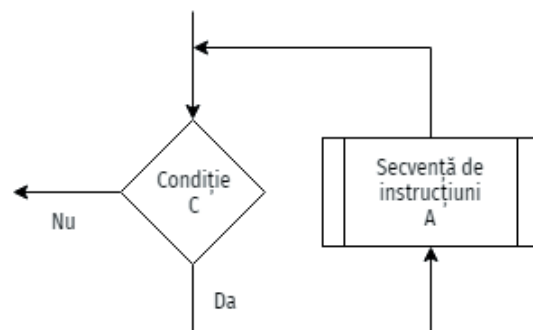 Condiție
C
Secvență de
instrucțiuni
A
Nu
Da